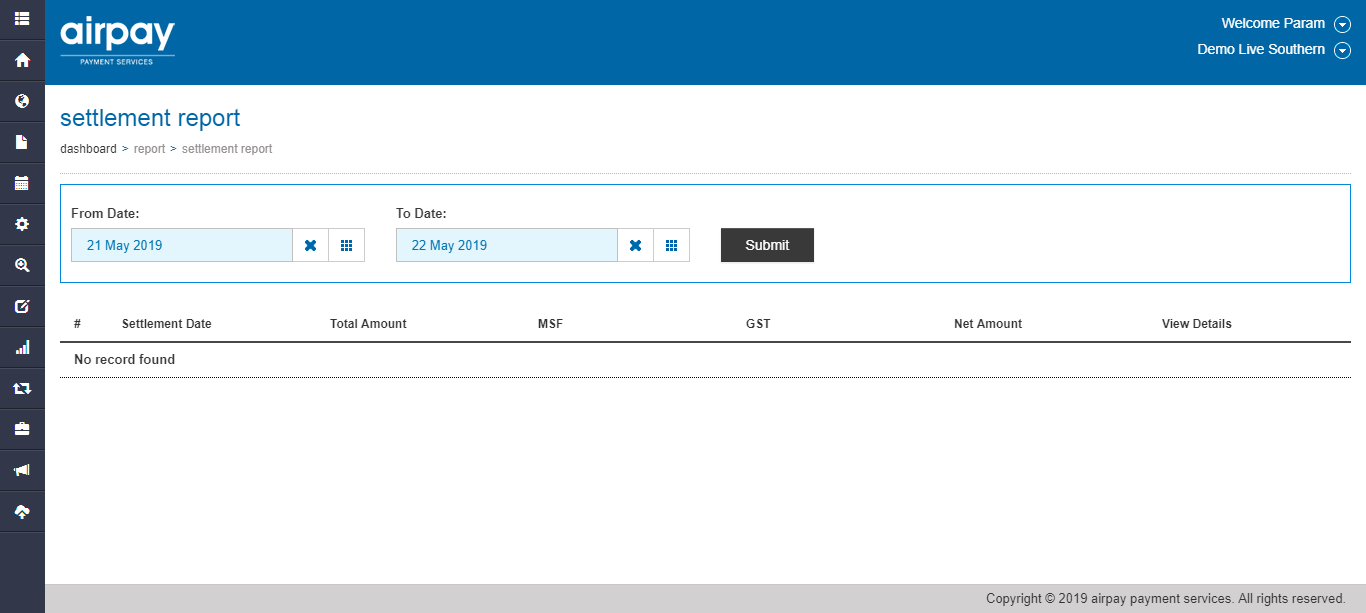 airpay
PAYMENT SERVICES
Welcome Param
Demo Live Southern
settlement report
dashboard > report > settlement report
From Date:
To Date:
21 May 2019
22 May 2019
Submit
# Settlement Date Total Amount MSF GST Net Amount View Details
No record found
Copyright © 2019 airpay payment services. All rights reserved.